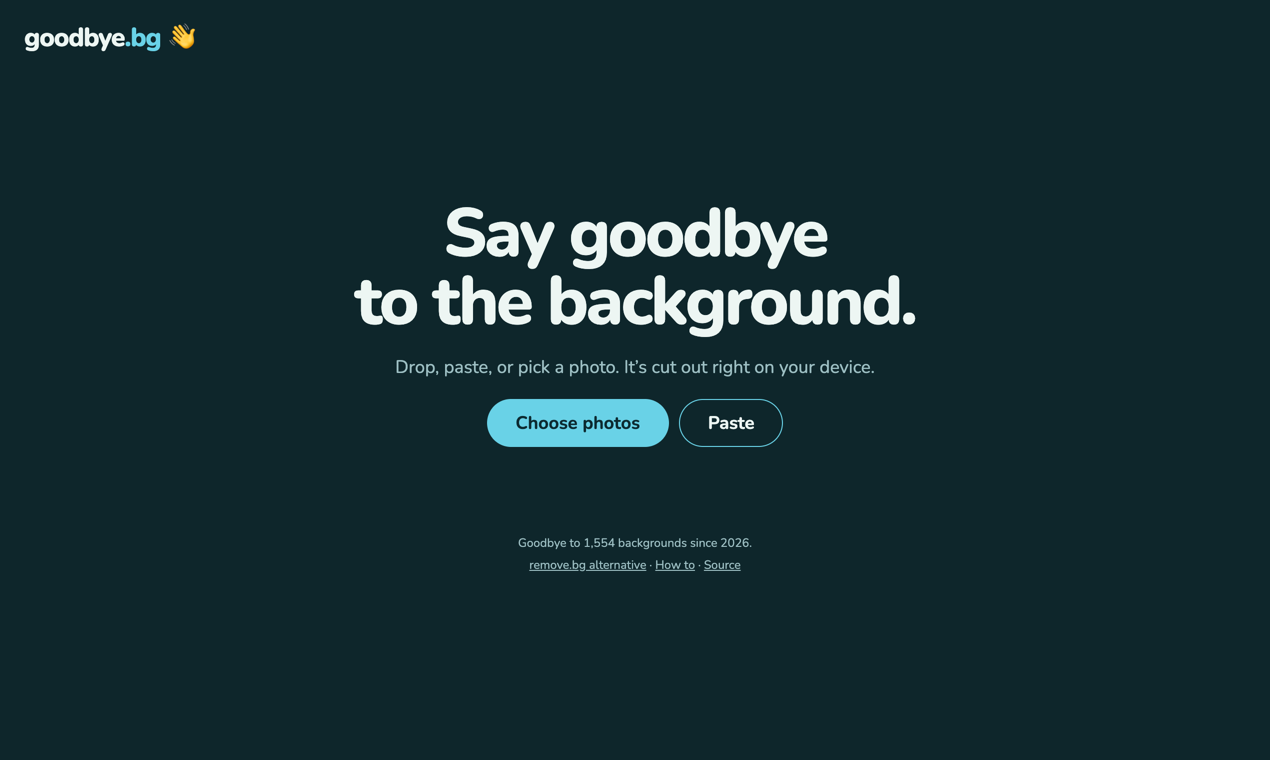 goodbye.bg 👋
Say goodbye
to the background.
Drop, paste, or pick a photo. It’s cut out right on your device.
Choose photos
Paste
Goodbye to 1,554 backgrounds since 2026.
remove.bg alternative · How to · Source